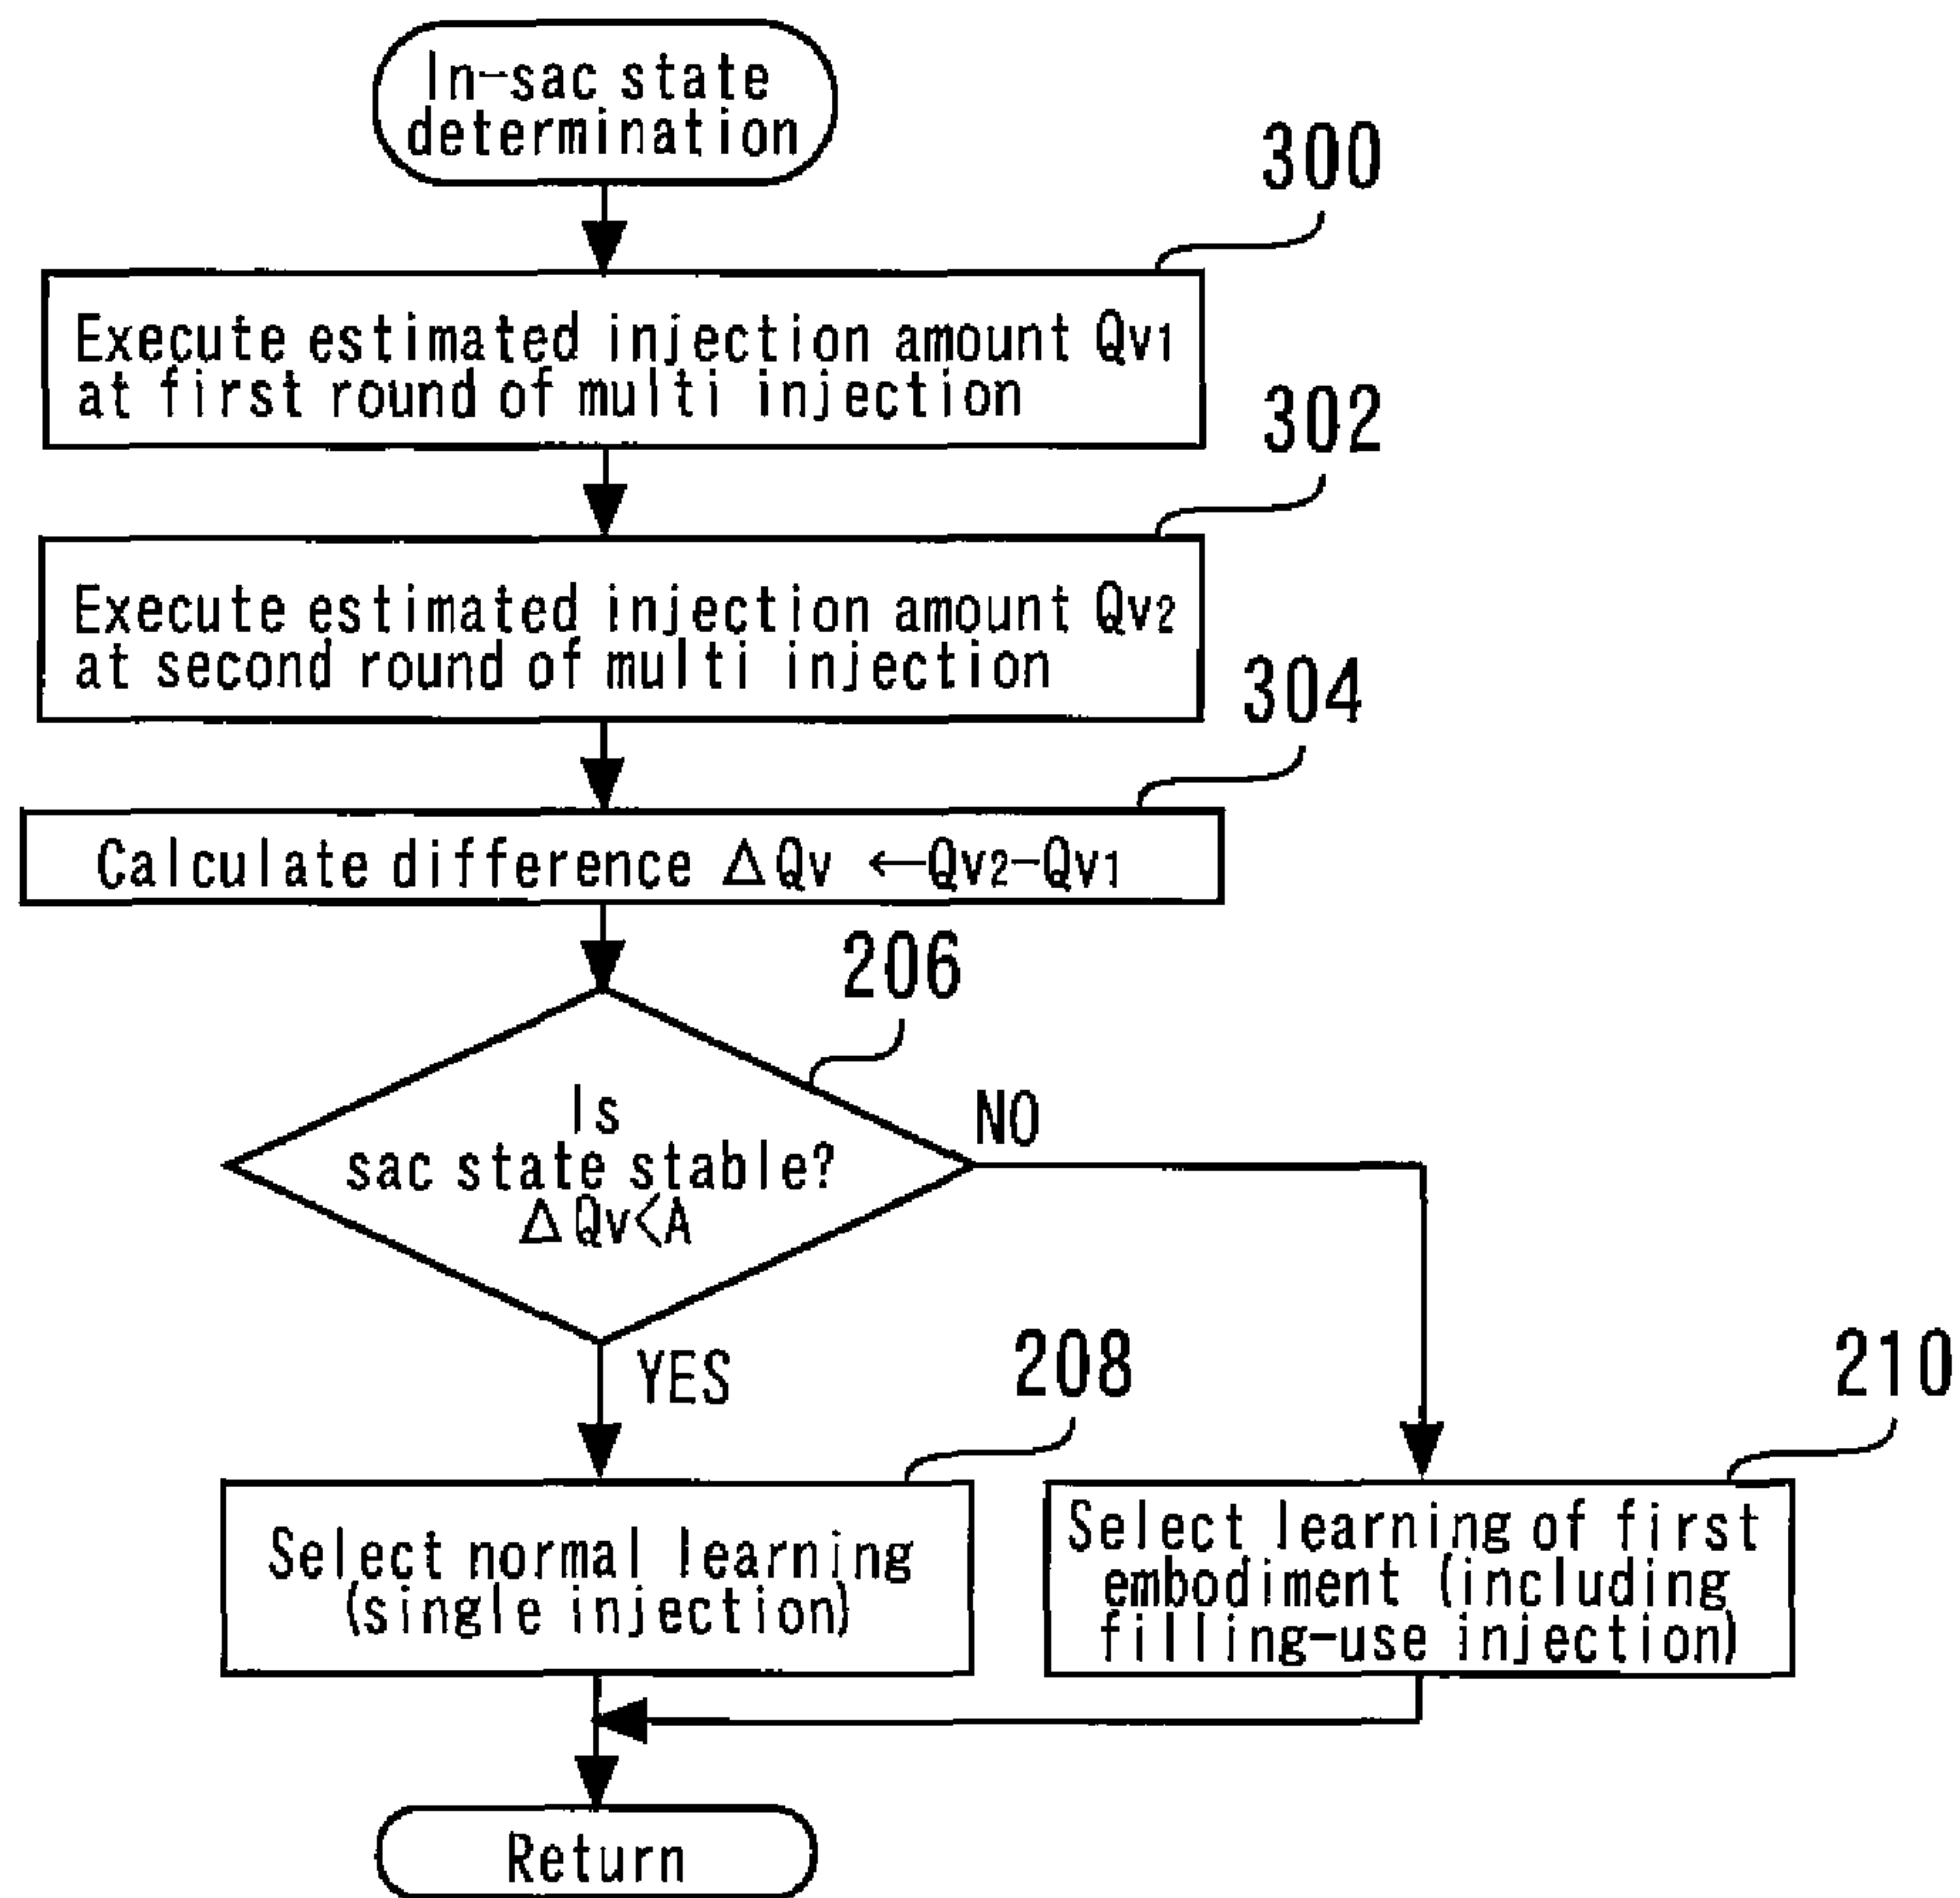 In-sac state
determination
300
Execute estimated injection amount Qv1
at first round of multi injection
302
Execute estimated injection amount Qv2
at second round of multi injection
304
Calculate difference △Qv ←Qv2-Qv1
206
Is
sac state stable?
△Qv<A
NO
YES
208
Select normal learning
(single injection)
210
Select learning of first
embodiment (including
filling-use injection)
Return